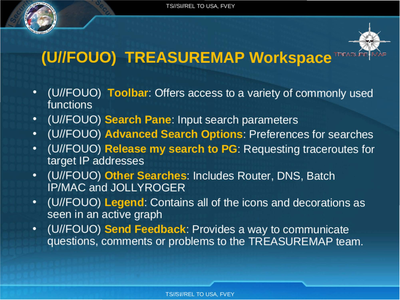 TS//SI//REL TO USA, FVEY
(U//FOUO) TREASUREMAP Workspace
TREASUREMAP
• (U//FOUO) Toolbar: Offers access to a variety of commonly used
functions
• (U//FOUO) Search Pane: Input search parameters
• (U//FOUO) Advanced Search Options: Preferences for searches
• (U//FOUO) Release my search to PG: Requesting traceroutes for
target IP addresses
• (U//FOUO) Other Searches: Includes Router, DNS, Batch
IP/MAC and JOLLYROGER
• (U//FOUO) Legend: Contains all of the icons and decorations as
seen in an active graph
• (U//FOUO) Send Feedback: Provides a way to communicate
questions, comments or problems to the TREASUREMAP team.
TS//SI//REL TO USA, FVEY